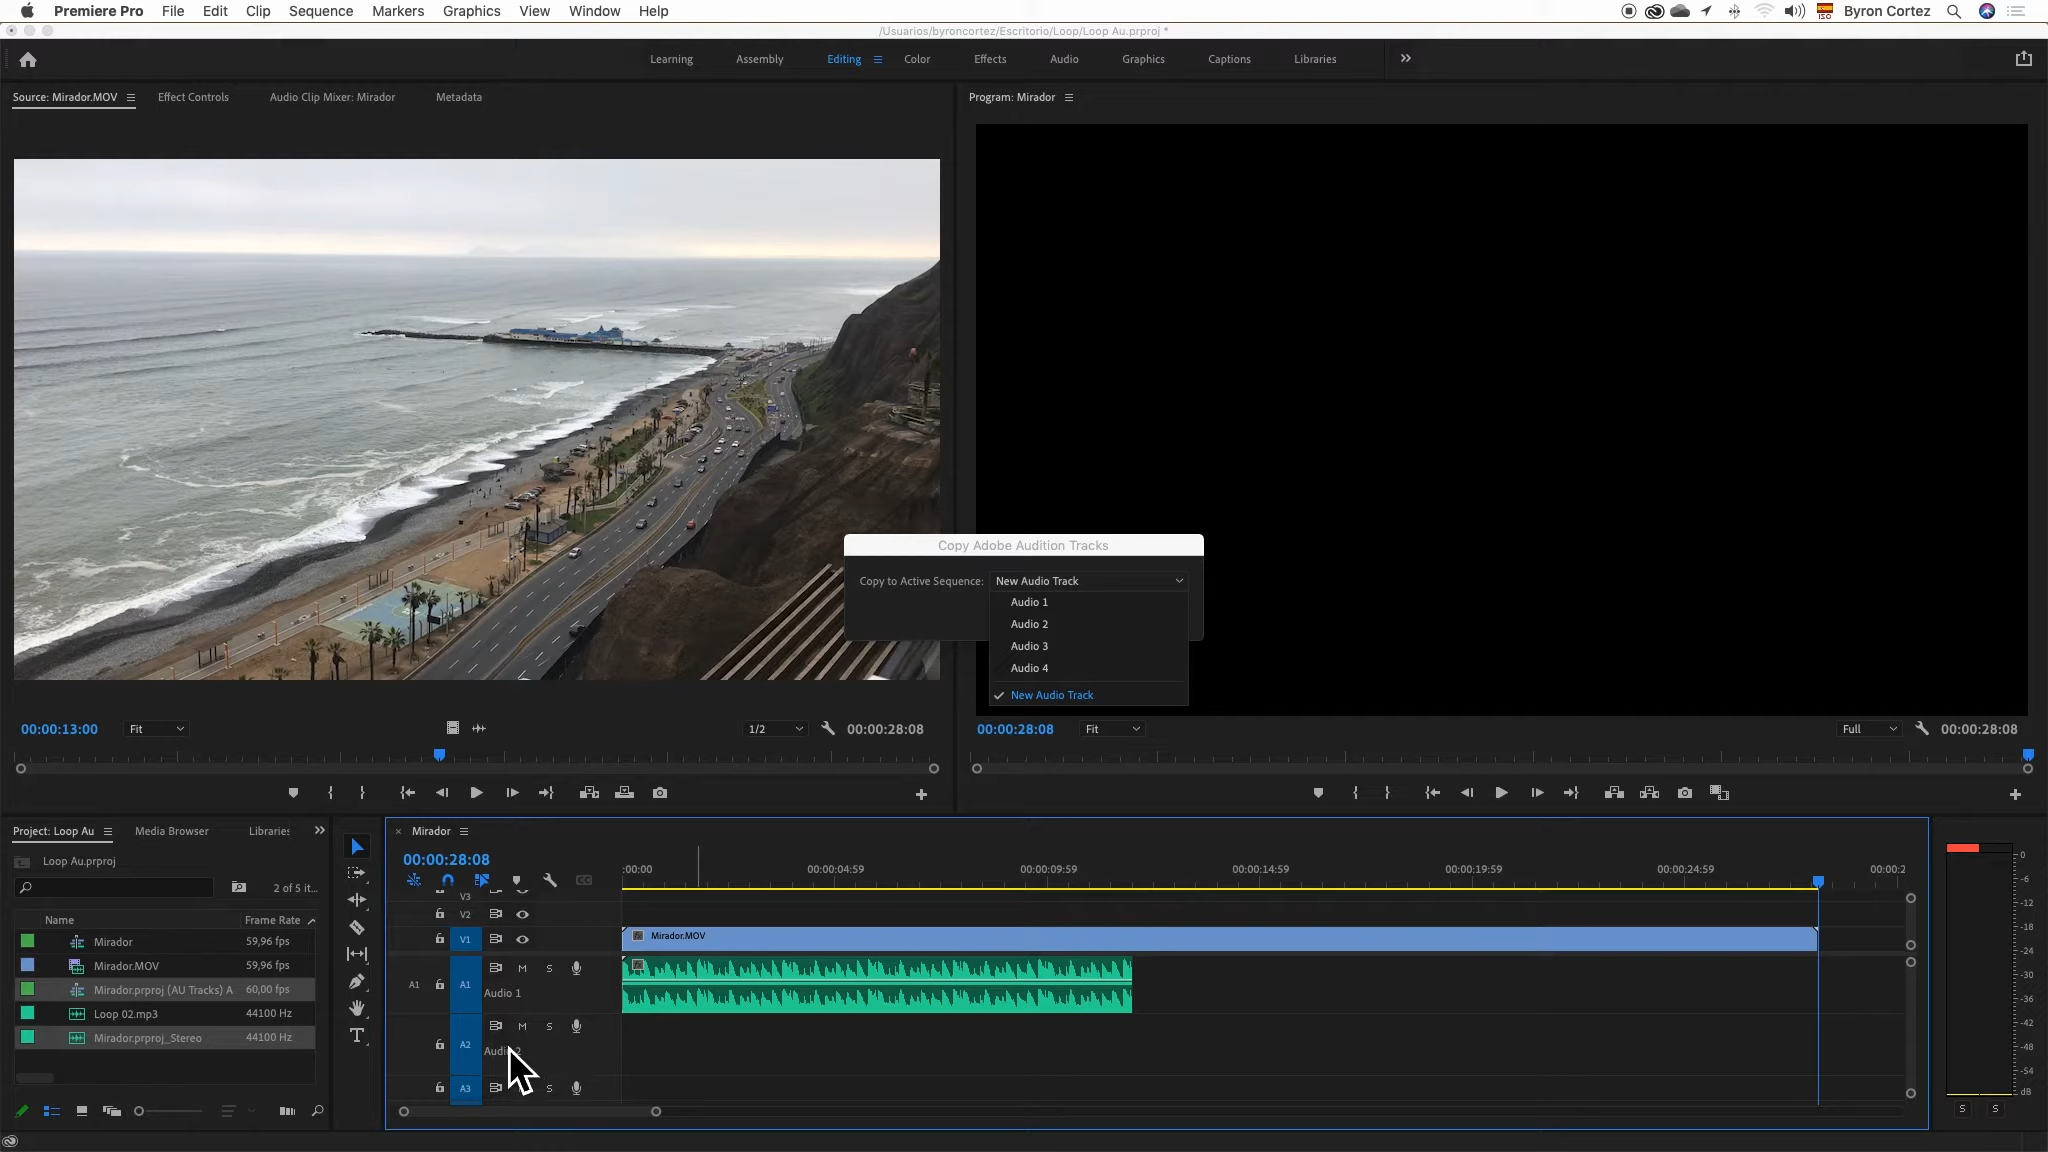 Premiere Pro File Edit Clip Sequence Markers Graphics View Window Help ISO Byron Cortez
/Usuarios/byroncortez/Escritorio/Loop/Loop Au.prproj *
Learning Assembly Editing Color Effects Audio Graphics Captions Libraries
Source: Mirador.MOV Effect Controls Audio Clip Mixer: Mirador Metadata
Program: Mirador
Copy Adobe Audition Tracks
Copy to Active Sequence: New Audio Track
Audio 1
Audio 2
Audio 3
Audio 4
New Audio Track
00:00:13:00 Fit 1/2 00:00:28:08
00:00:28:08 Fit Full 00:00:28:08
Project: Loop Au Media Browser Libraries
Loop Au.prproj
2 of 5 it...
Name Frame Rate
Mirador 59,96 fps
Mirador.MOV 59,96 fps
Mirador.prproj (AU Tracks) A 60,00 fps
Loop 02.mp3 44100 Hz
Mirador.prproj_Stereo 44100 Hz
Mirador
00:00:28:08
:00:00 00:00:04:59 00:00:09:59 00:00:14:59 00:00:19:59 00:00:24:59 00:00:2
V3
V2
V1 Mirador.MOV
fx
A1 A1 M S
Audio 1
A2 M S
A3 S
0
-6
-12
-18
-24
-30
-36
-42
-48
-54
dB
S S